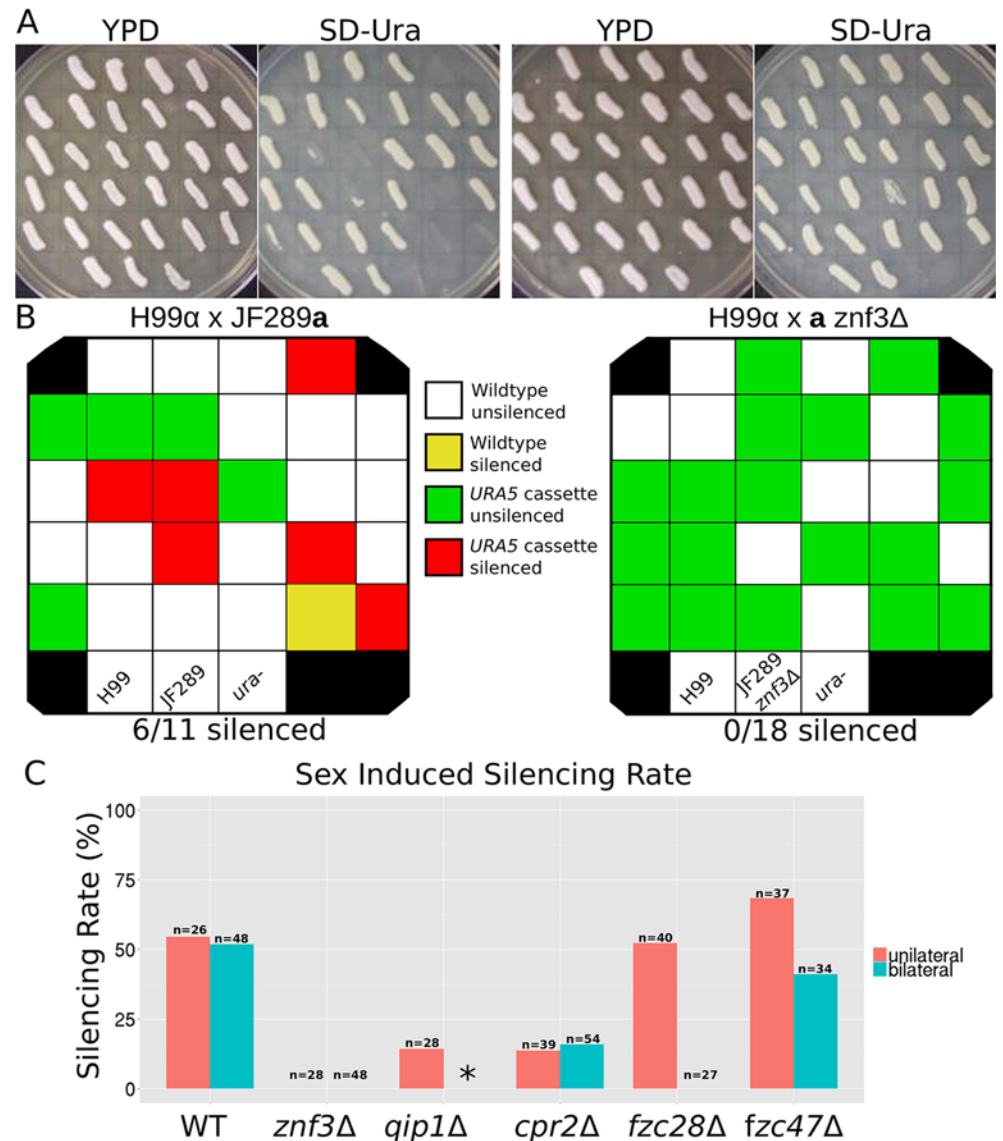 A
YPD SD-Ura YPD SD-Ura
B
H99α x JF289a H99α x a znf3Δ
Wildtype
unsilenced
Wildtype
silenced
URA5 cassette
unsilenced
URA5 cassette
silenced
H99 JF289 ura- H99 JF289 znf3Δ ura-
6/11 silenced 0/18 silenced
C
Sex Induced Silencing Rate
Silencing Rate (%)
100
75
50
25
0
n=26 n=48 n=28 n=48 n=28 * n=39 n=54 n=40 n=27 n=37 n=34
unilateral
bilateral
WT znf3Δ qip1Δ cpr2Δ fzc28Δ fzc47Δ